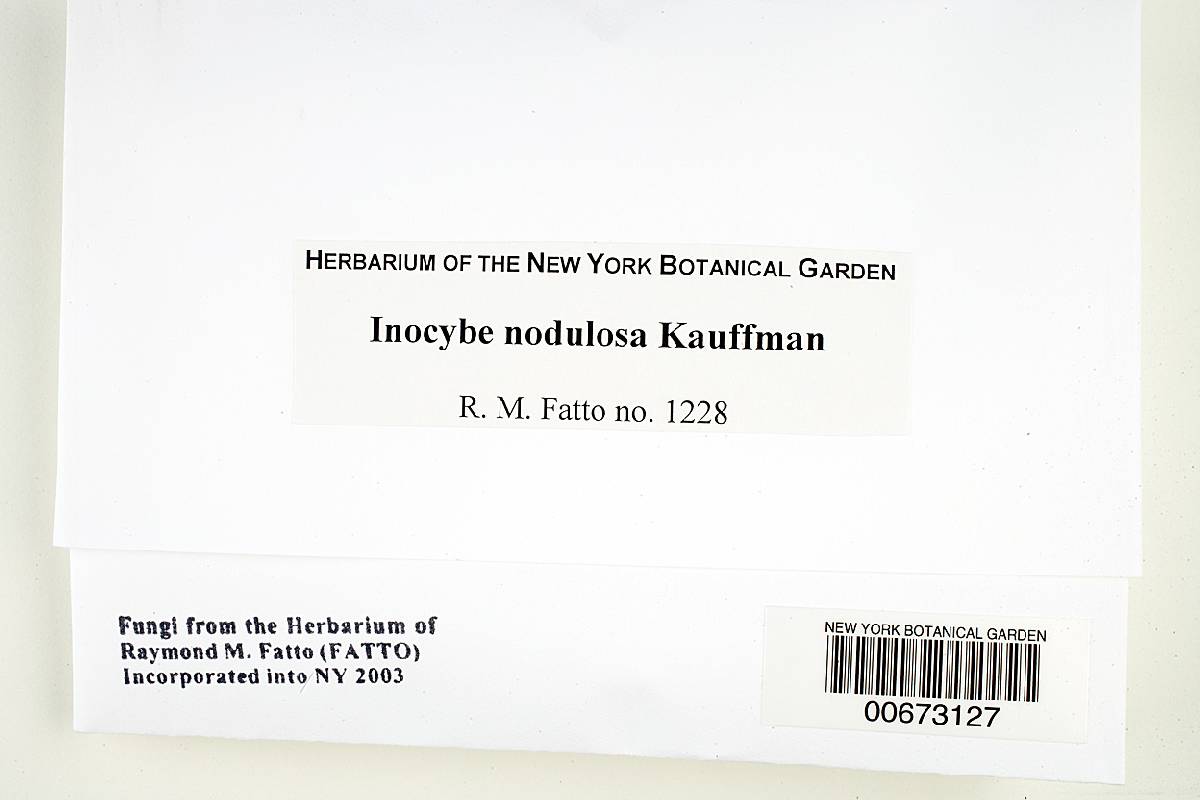 HERBARIUM OF THE NEW YORK BOTANICAL GARDEN
Inocybe nodulosa Kauffman
R. M. Fatto no. 1228
Fungi from the Herbarium of
Raymond M. Fatto (FATTO)
Incorporated into NY 2003
NEW YORK BOTANICAL GARDEN
00673127